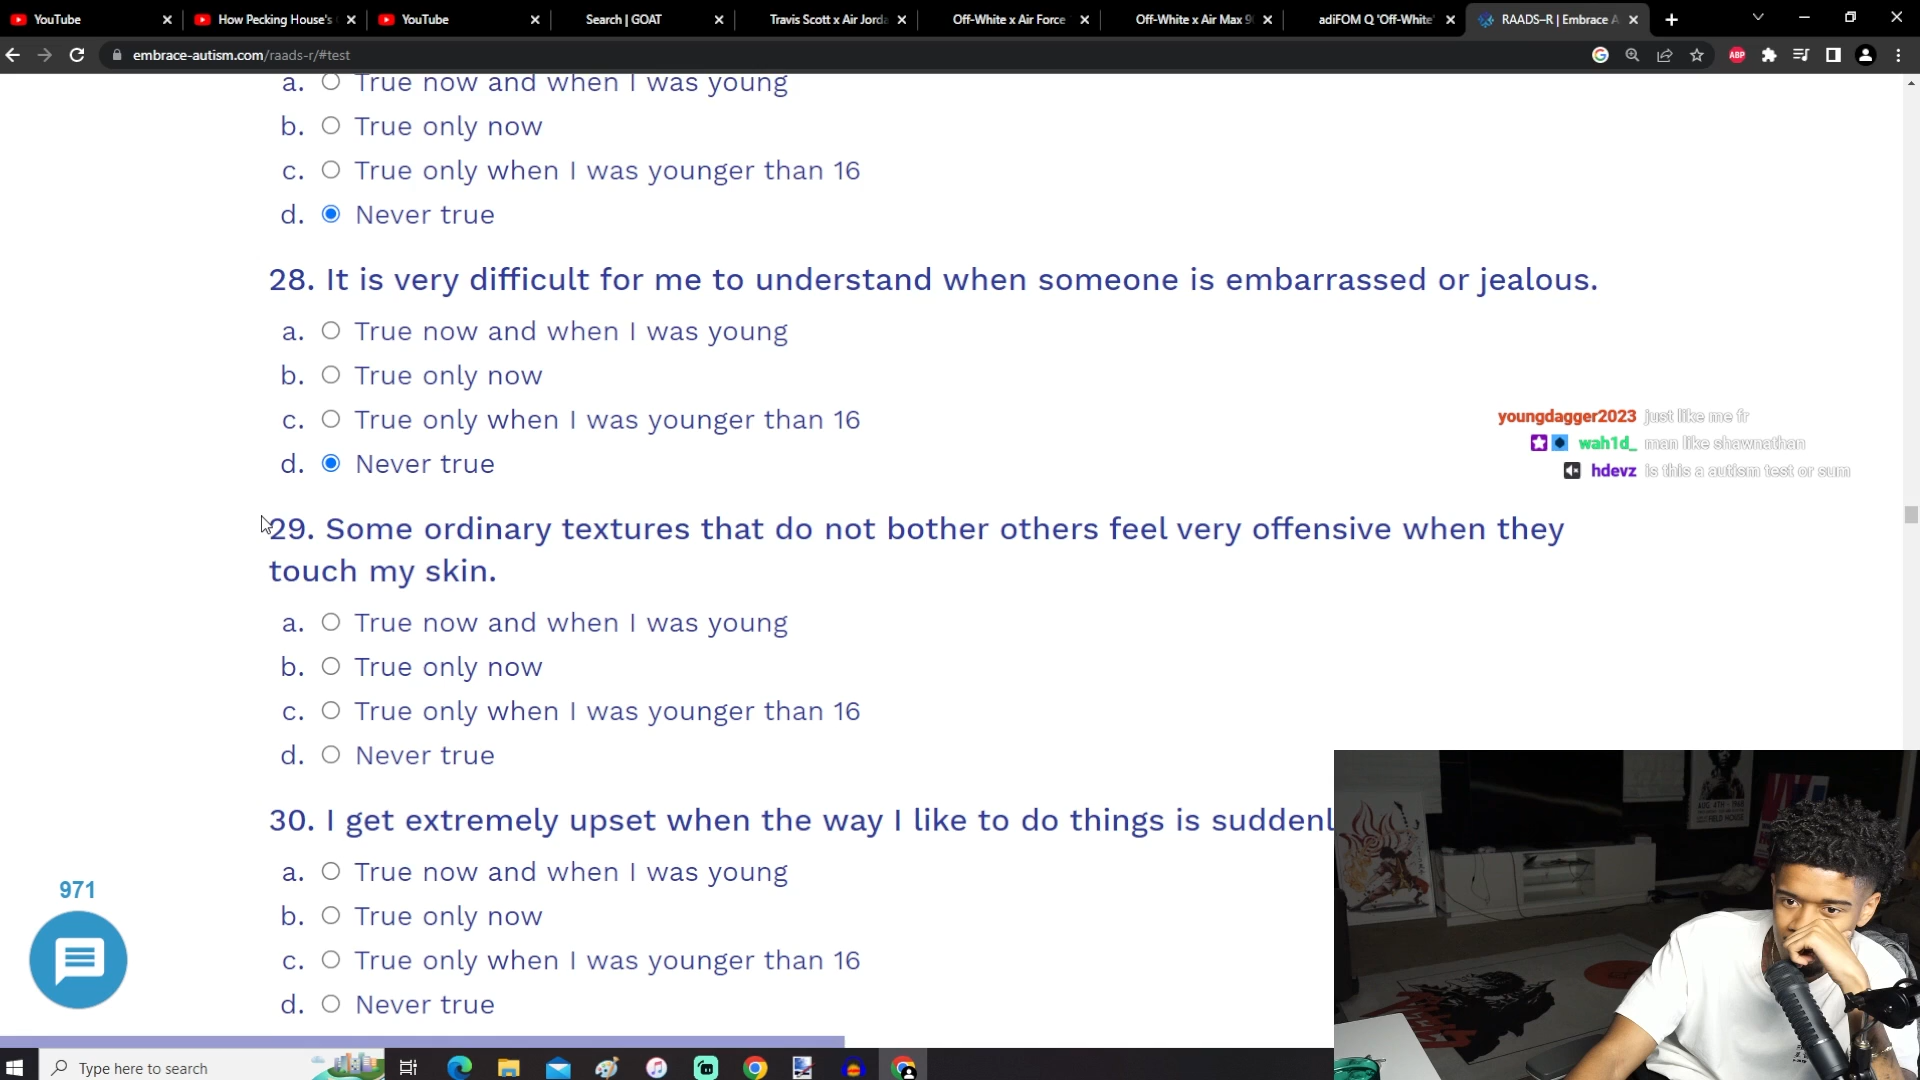 YouTube
How Pecking House's
YouTube
Search | GOAT
Travis Scott x Air Jorda
Off-White x Air Force
Off-White x Air Max 9
adiFOM Q 'Off-White'
RAADS–R | Embrace A
embrace-autism.com/raads-r/#test
ABP
a. True now and when I was young
b. True only now
c. True only when I was younger than 16
d. Never true
28. It is very difficult for me to understand when someone is embarrassed or jealous.
a. True now and when I was young
b. True only now
c. True only when I was younger than 16
d. Never true
youngdagger2023 just like me fr
wah1d_ man like shawnathan
hdevz is this a autism test or sum
29. Some ordinary textures that do not bother others feel very offensive when they
touch my skin.
a. True now and when I was young
b. True only now
c. True only when I was younger than 16
d. Never true
30. I get extremely upset when the way I like to do things is suddenl
a. True now and when I was young
b. True only now
c. True only when I was younger than 16
d. Never true
971
Type here to search